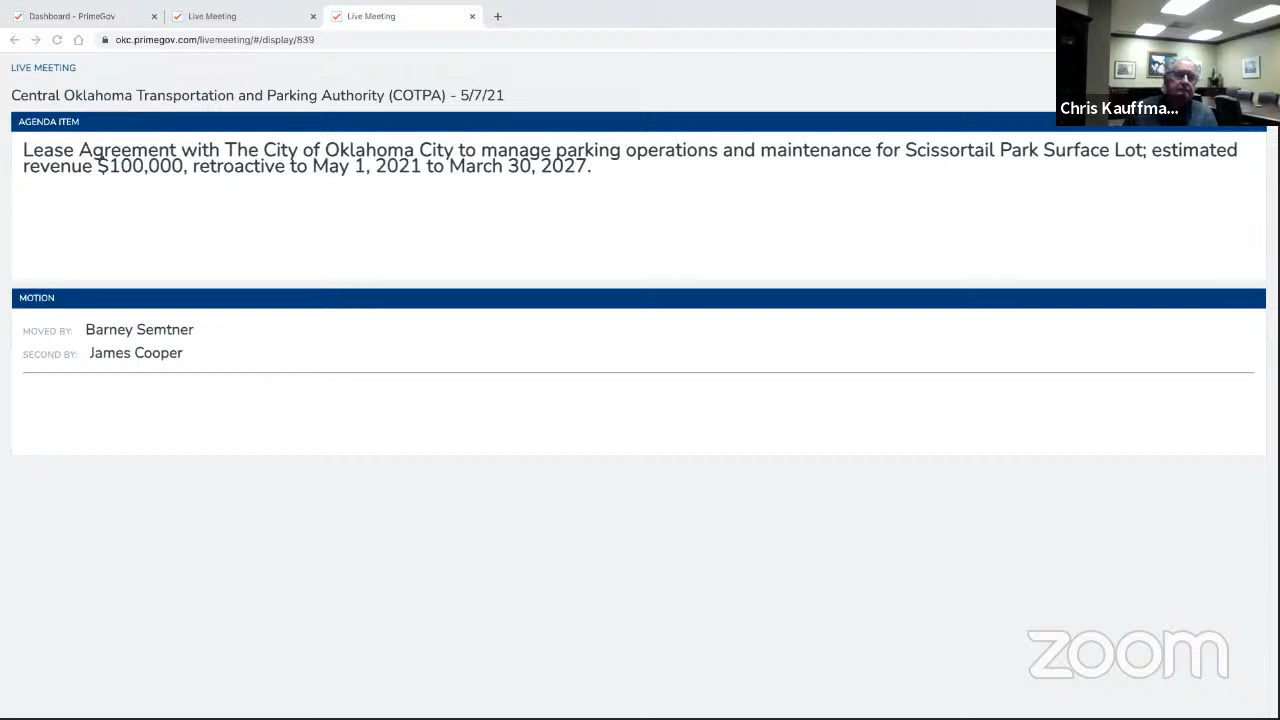 Dashboard - PrimeGov
Live Meeting
Live Meeting
okc.primegov.com/livemeeting/#/display/839
Chris Kauffma...
LIVE MEETING
Central Oklahoma Transportation and Parking Authority (COTPA) - 5/7/21
AGENDA ITEM
Lease Agreement with The City of Oklahoma City to manage parking operations and maintenance for Scissortail Park Surface Lot; estimated
revenue $100,000, retroactive to May 1, 2021 to March 30, 2027.
MOTION
MOVED BY: Barney Semtner
SECOND BY: James Cooper
zoom